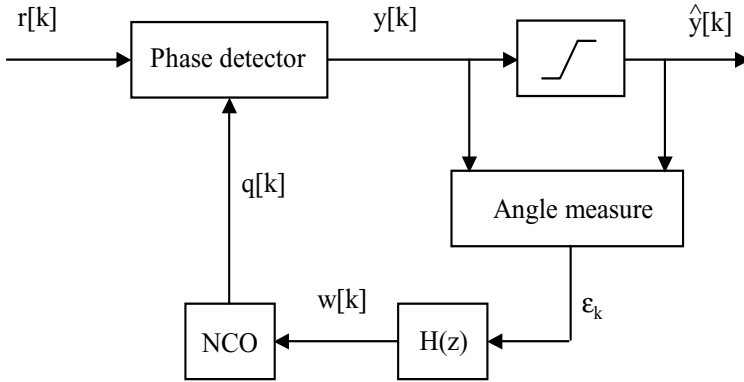 r[k]
Phase detector
y[k]
ŷ[k]
q[k]
Angle measure
w[k]
ε_k
NCO
H(z)